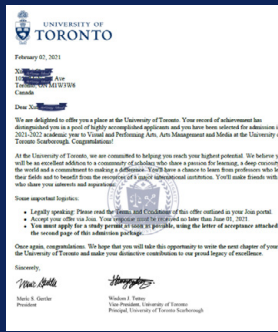 UNIVERSITY OF
TORONTO
February 02, 2021
Ave
Toronto, ON M1W3W8
Canada
Dear
We are delighted to offer you a place at the University of Toronto. Your record of achievement has
distinguished you in a pool of highly accomplished applicants and you have been selected for admission i
2021-2022 academic year to Visual and Performing Arts, Arts Management and Media at the University o
Toronto Scarborough. Congratulations!
At the University of Toronto, we are committed to helping you reach your highest potential. We believe y
will be an excellent addition to a community of scholars who share a passion for learning, a deep curiosity
the world and a commitment to making a difference. You'll have a chance to learn from professors who le
their fields and to benefit from the resources of a major international institution. You'll make friends with
who share your interests and aspirations.
Some important logistics:
• Legally speaking: Please read the Terms and Conditions of this offer outlined in your Join portal.
• Accept your offer via Join. Your response must be received no later than June 01, 2021.
• You must apply for a study permit as soon as possible, using the letter of acceptance attached
the second page of this admission package.
Once again, congratulations. We hope that you will take this opportunity to write the next chapter of your
the University of Toronto and make your distinctive contribution to our proud legacy of excellence.
Sincerely,
Meric S. Gertler
President
Wisdom J. Tettey
Vice-President, University of Toronto
Principal, University of Toronto Scarborough